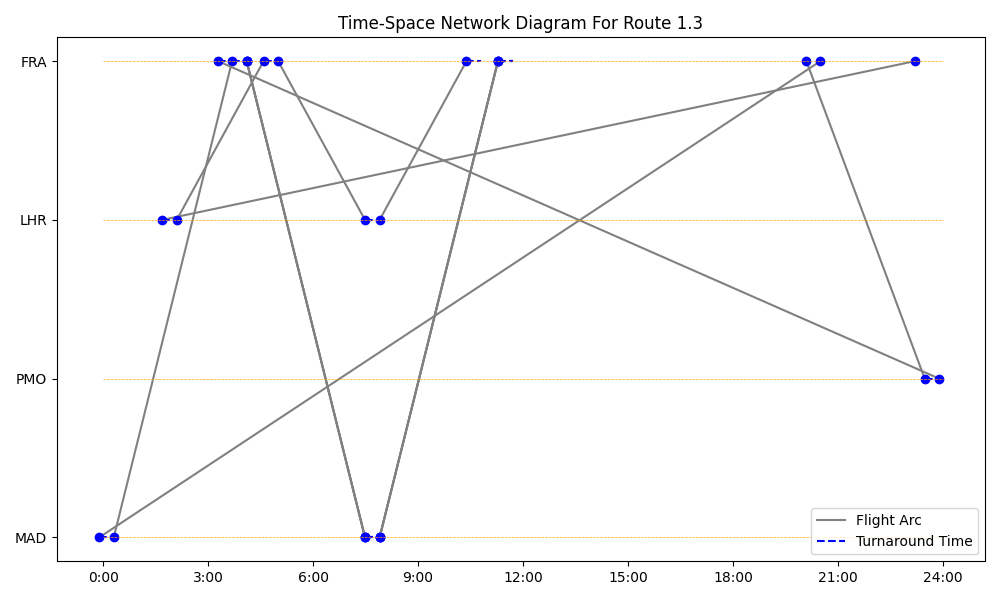 Time-Space Network Diagram For Route 1.3
FRA
LHR
PMO
MAD
Flight Arc
Turnaround Time
0:00 3:00 6:00 9:00 12:00 15:00 18:00 21:00 24:00